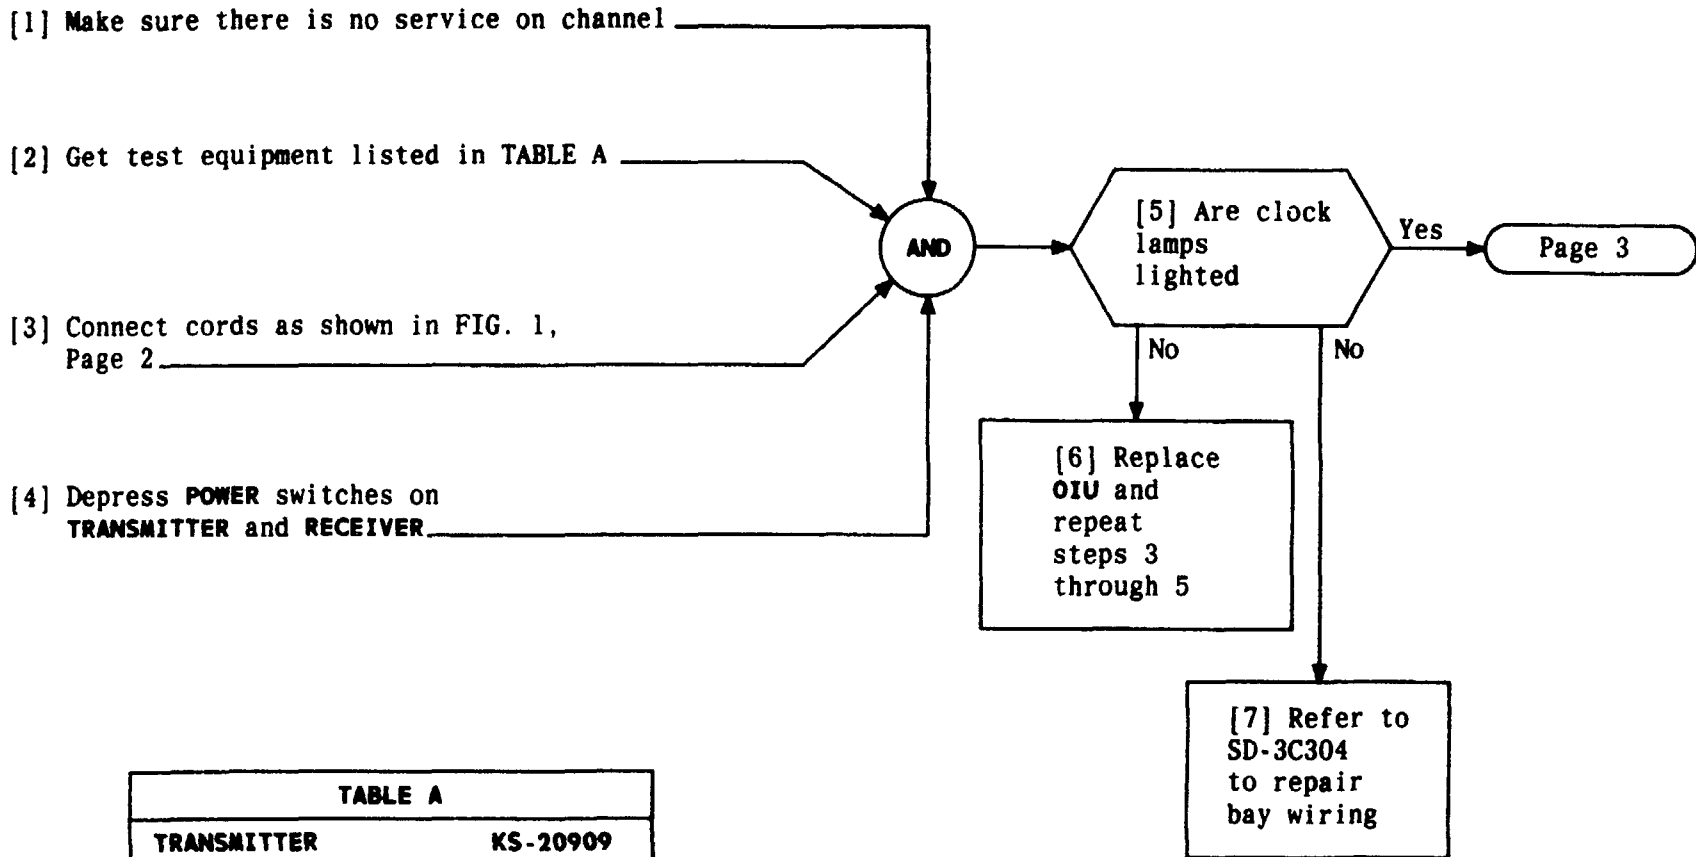 [1] Make sure there is no service on channel
[2] Get test equipment listed in TABLE A
[3] Connect cords as shown in FIG. 1,
Page 2
[4] Depress POWER switches on
TRANSMITTER and RECEIVER
AND
[5] Are clock
lamps
lighted
Yes
Page 3
No
No
[6] Replace
OIU and
repeat
steps 3
through 5
[7] Refer to
SD-3C304
to repair
bay wiring
TABLE A
TRANSMITTER KS-20909